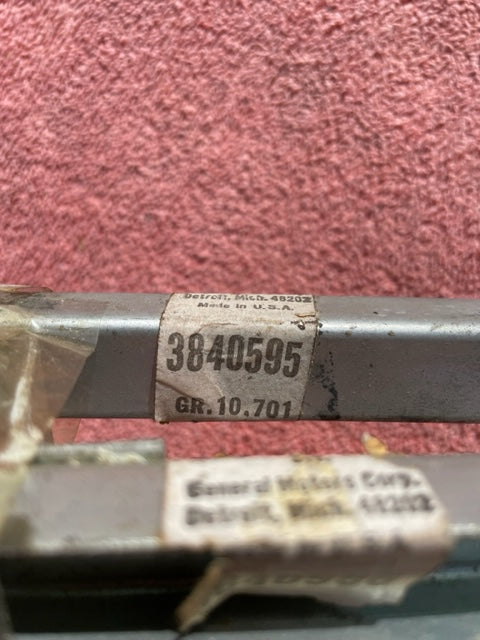 Detroit, Mich. 48202
Made in U.S.A.
3840595
GR.10,701
General Motors Corp.
Detroit, Mich. 48202